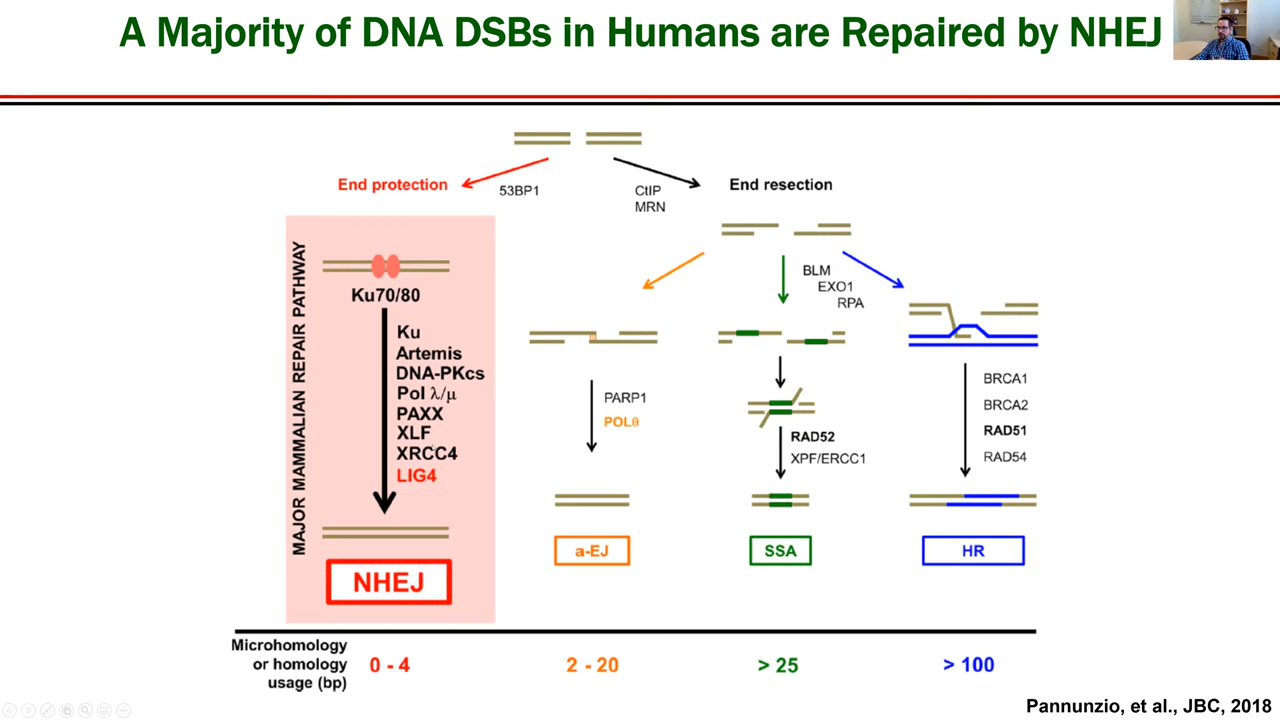 A Majority of DNA DSBs in Humans are Repaired by NHEJ
End protection
53BP1
CtIP
MRN
End resection
MAJOR MAMMALIAN REPAIR PATHWAY
Ku70/80
Ku
Artemis
DNA-PKcs
Pol λ/μ
PAXX
XLF
XRCC4
LIG4
NHEJ
BLM
EXO1
RPA
PARP1
POLθ
a-EJ
RAD52
XPF/ERCC1
SSA
BRCA1
BRCA2
RAD51
RAD54
HR
Microhomology
or homology
usage (bp)
0 - 4
2 - 20
> 25
> 100
Pannunzio, et al., JBC, 2018